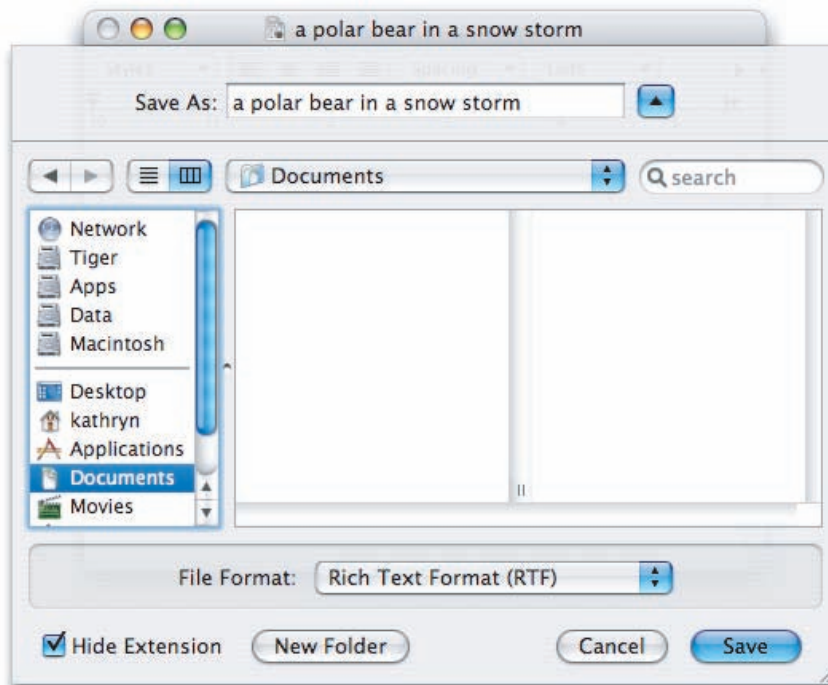 a polar bear in a snow storm
Save As: a polar bear in a snow storm
Documents
search
Network
Tiger
Apps
Data
Macintosh
Desktop
kathryn
Applications
Documents
Movies
File Format: Rich Text Format (RTF)
Hide Extension
New Folder
Cancel
Save